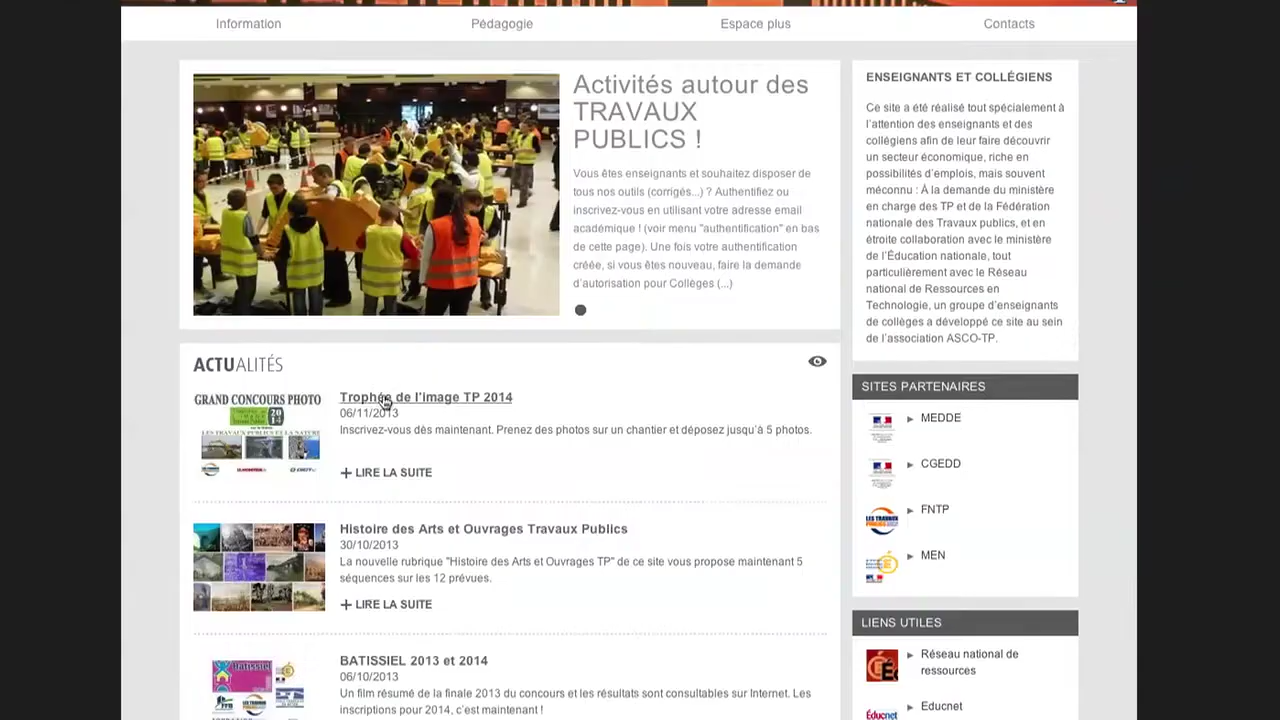 Information
Pédagogie
Espace plus
Contacts
Activités autour des
TRAVAUX
PUBLICS !
Vous êtes enseignants et souhaitez disposer de
tous nos outils (corrigés...) ? Authentifiez ou
inscrivez-vous en utilisant votre adresse email
académique ! (voir menu "authentification" en bas
de cette page). Une fois votre authentification
créée, si vous êtes nouveau, faire la demande
d'autorisation pour Collèges (...)
ENSEIGNANTS ET COLLÉGIENS
Ce site a été réalisé tout spécialement à
l'attention des enseignants et des
collégiens afin de leur faire découvrir
un secteur économique, riche en
possibilités d'emplois, mais souvent
méconnu : À la demande du ministère
en charge des TP et de la Fédération
nationale des Travaux publics, et en
étroite collaboration avec le ministère
de l'Éducation nationale, tout
particulièrement avec le Réseau
national de Ressources en
Technologie, un groupe d'enseignants
de collèges a développé ce site au sein
de l'association ASCO-TP.
ACTUALITÉS
GRAND CONCOURS PHOTO
2014
LES TRAVAUX PUBLICS ET LA NATURE
Trophée de l'image TP 2014
06/11/2013
Inscrivez-vous dès maintenant. Prenez des photos sur un chantier et déposez jusqu'à 5 photos.
LIRE LA SUITE
Histoire des Arts et Ouvrages Travaux Publics
30/10/2013
La nouvelle rubrique "Histoire des Arts et Ouvrages TP" de ce site vous propose maintenant 5
séquences sur les 12 prévues.
LIRE LA SUITE
Batissiel
BATISSIEL 2013 et 2014
06/10/2013
Un film résumé de la finale 2013 du concours et les résultats sont consultables sur Internet. Les
inscriptions pour 2014, c'est maintenant !
SITES PARTENAIRES
MEDDE
CGEDD
LES TRAVAUX
PUBLICS
FNTP
MEN
LIENS UTILES
Réseau national de
ressources
Éducnet
Educnet